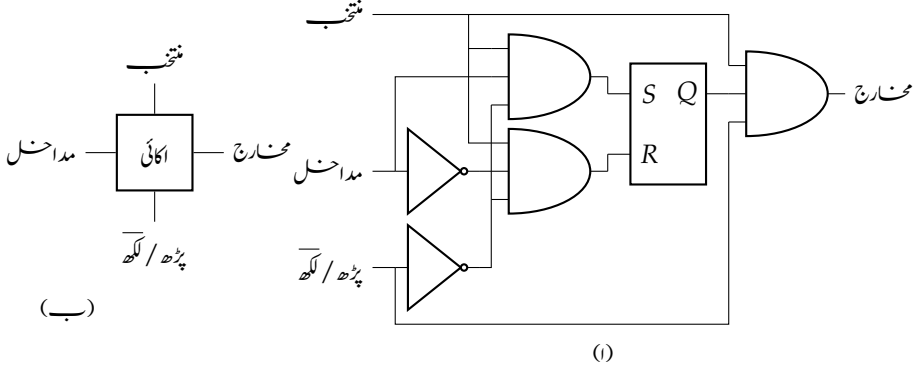 منتخب
مداخل
پڑھ / لکھ̅
S Q
R
مخارج
(ا)
منتخب
مداخل
اکائی
مخارج
پڑھ / لکھ̅
(ب)